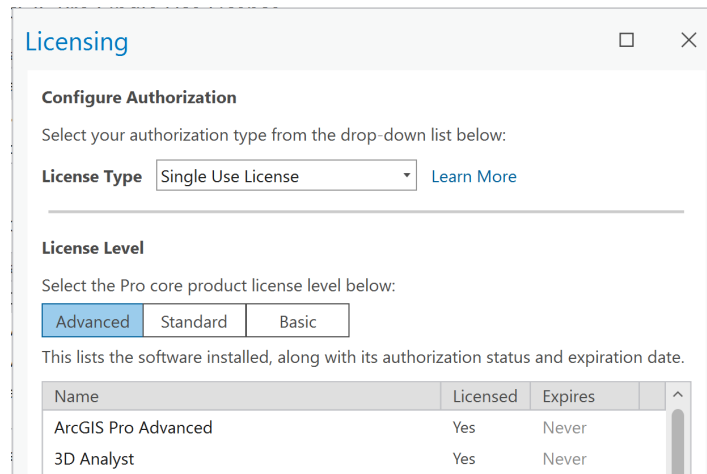 Licensing
Configure Authorization
Select your authorization type from the drop-down list below:
License Type Single Use License Learn More
License Level
Select the Pro core product license level below:
Advanced Standard Basic
This lists the software installed, along with its authorization status and expiration date.
Name Licensed Expires
ArcGIS Pro Advanced Yes Never
3D Analyst Yes Never